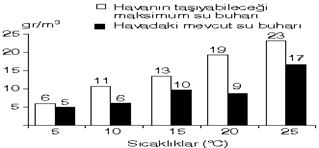 gr/m³
Havanın taşıyabileceği
maksimum su buharı
Havadaki mevcut su buharı
25
20
15
10
5
6 5 11 6 13 10 19 9 23 17
5 10 15 20 25
Sıcaklıklar (ºC)